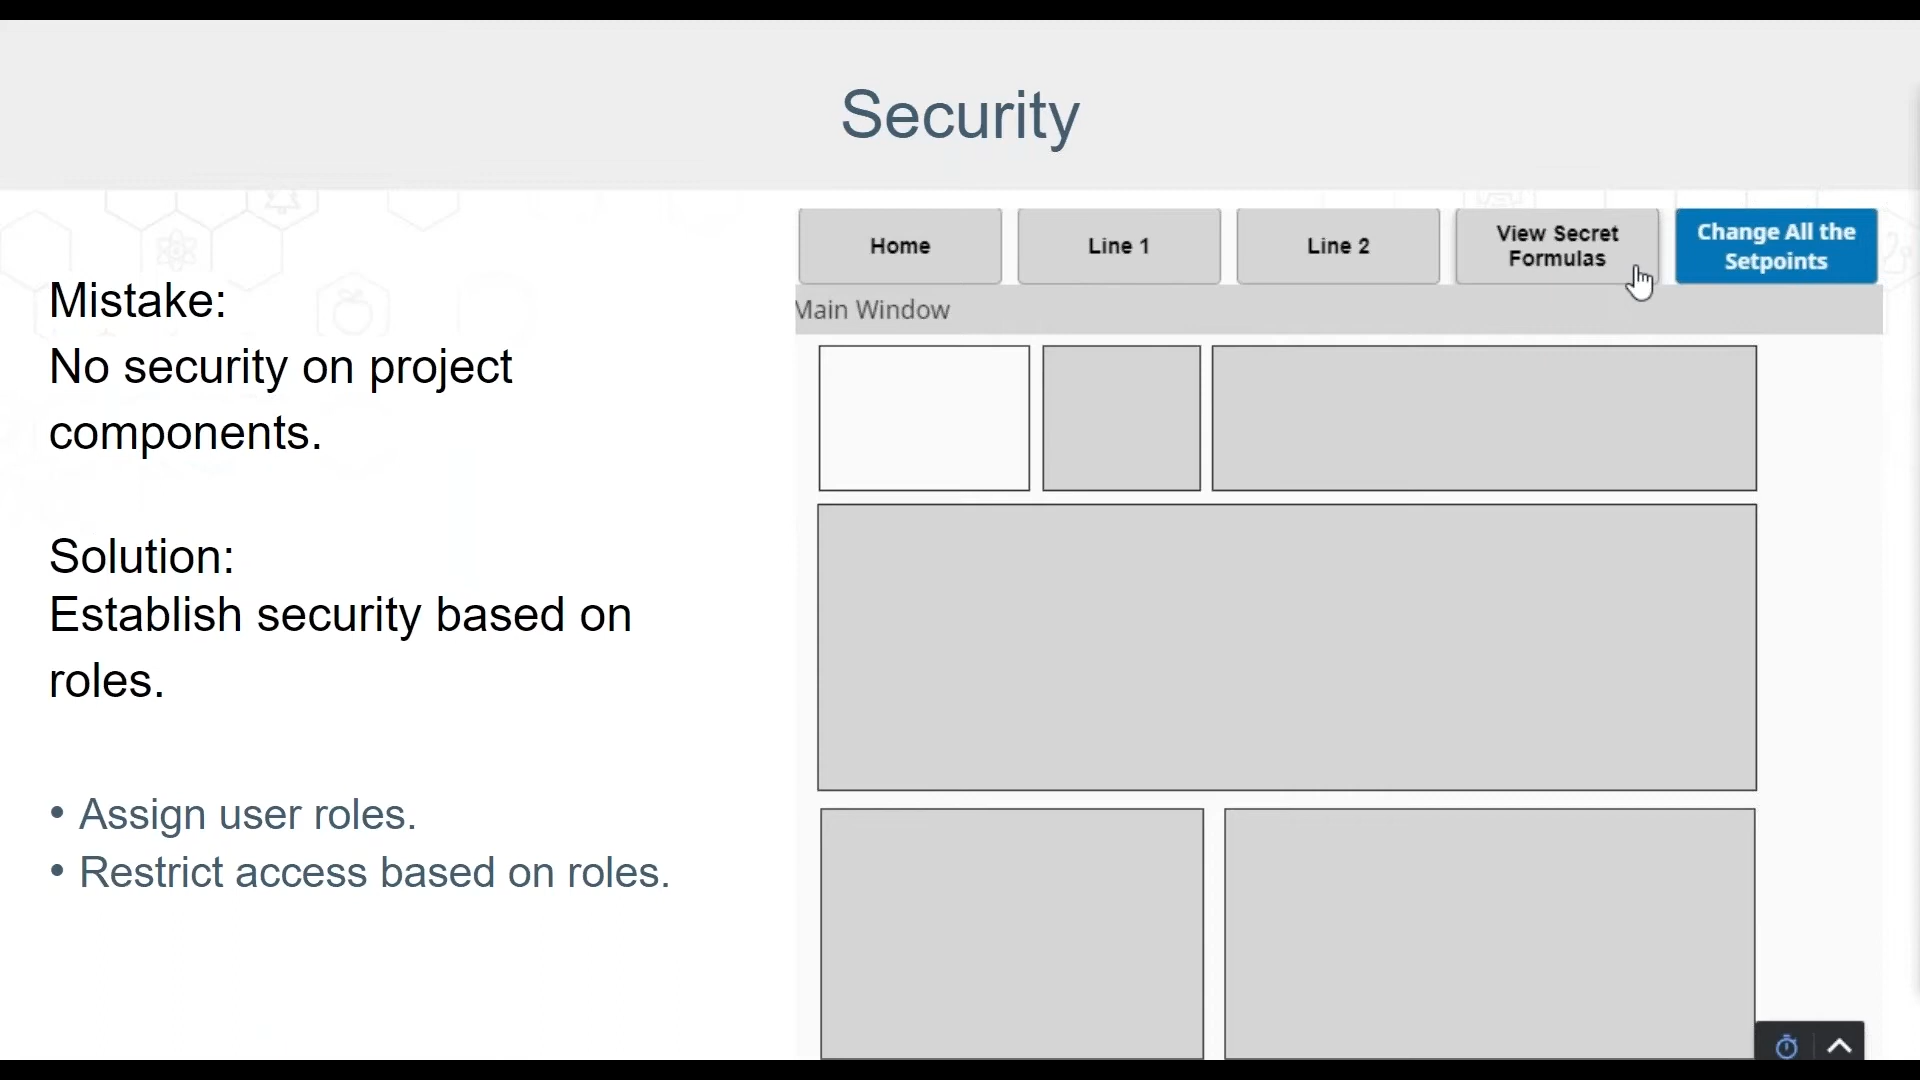 Security
Mistake:
No security on project
components.
Solution:
Establish security based on
roles.
• Assign user roles.
• Restrict access based on roles.
Home
Line 1
Line 2
View Secret
Formulas
Change All the
Setpoints
Main Window